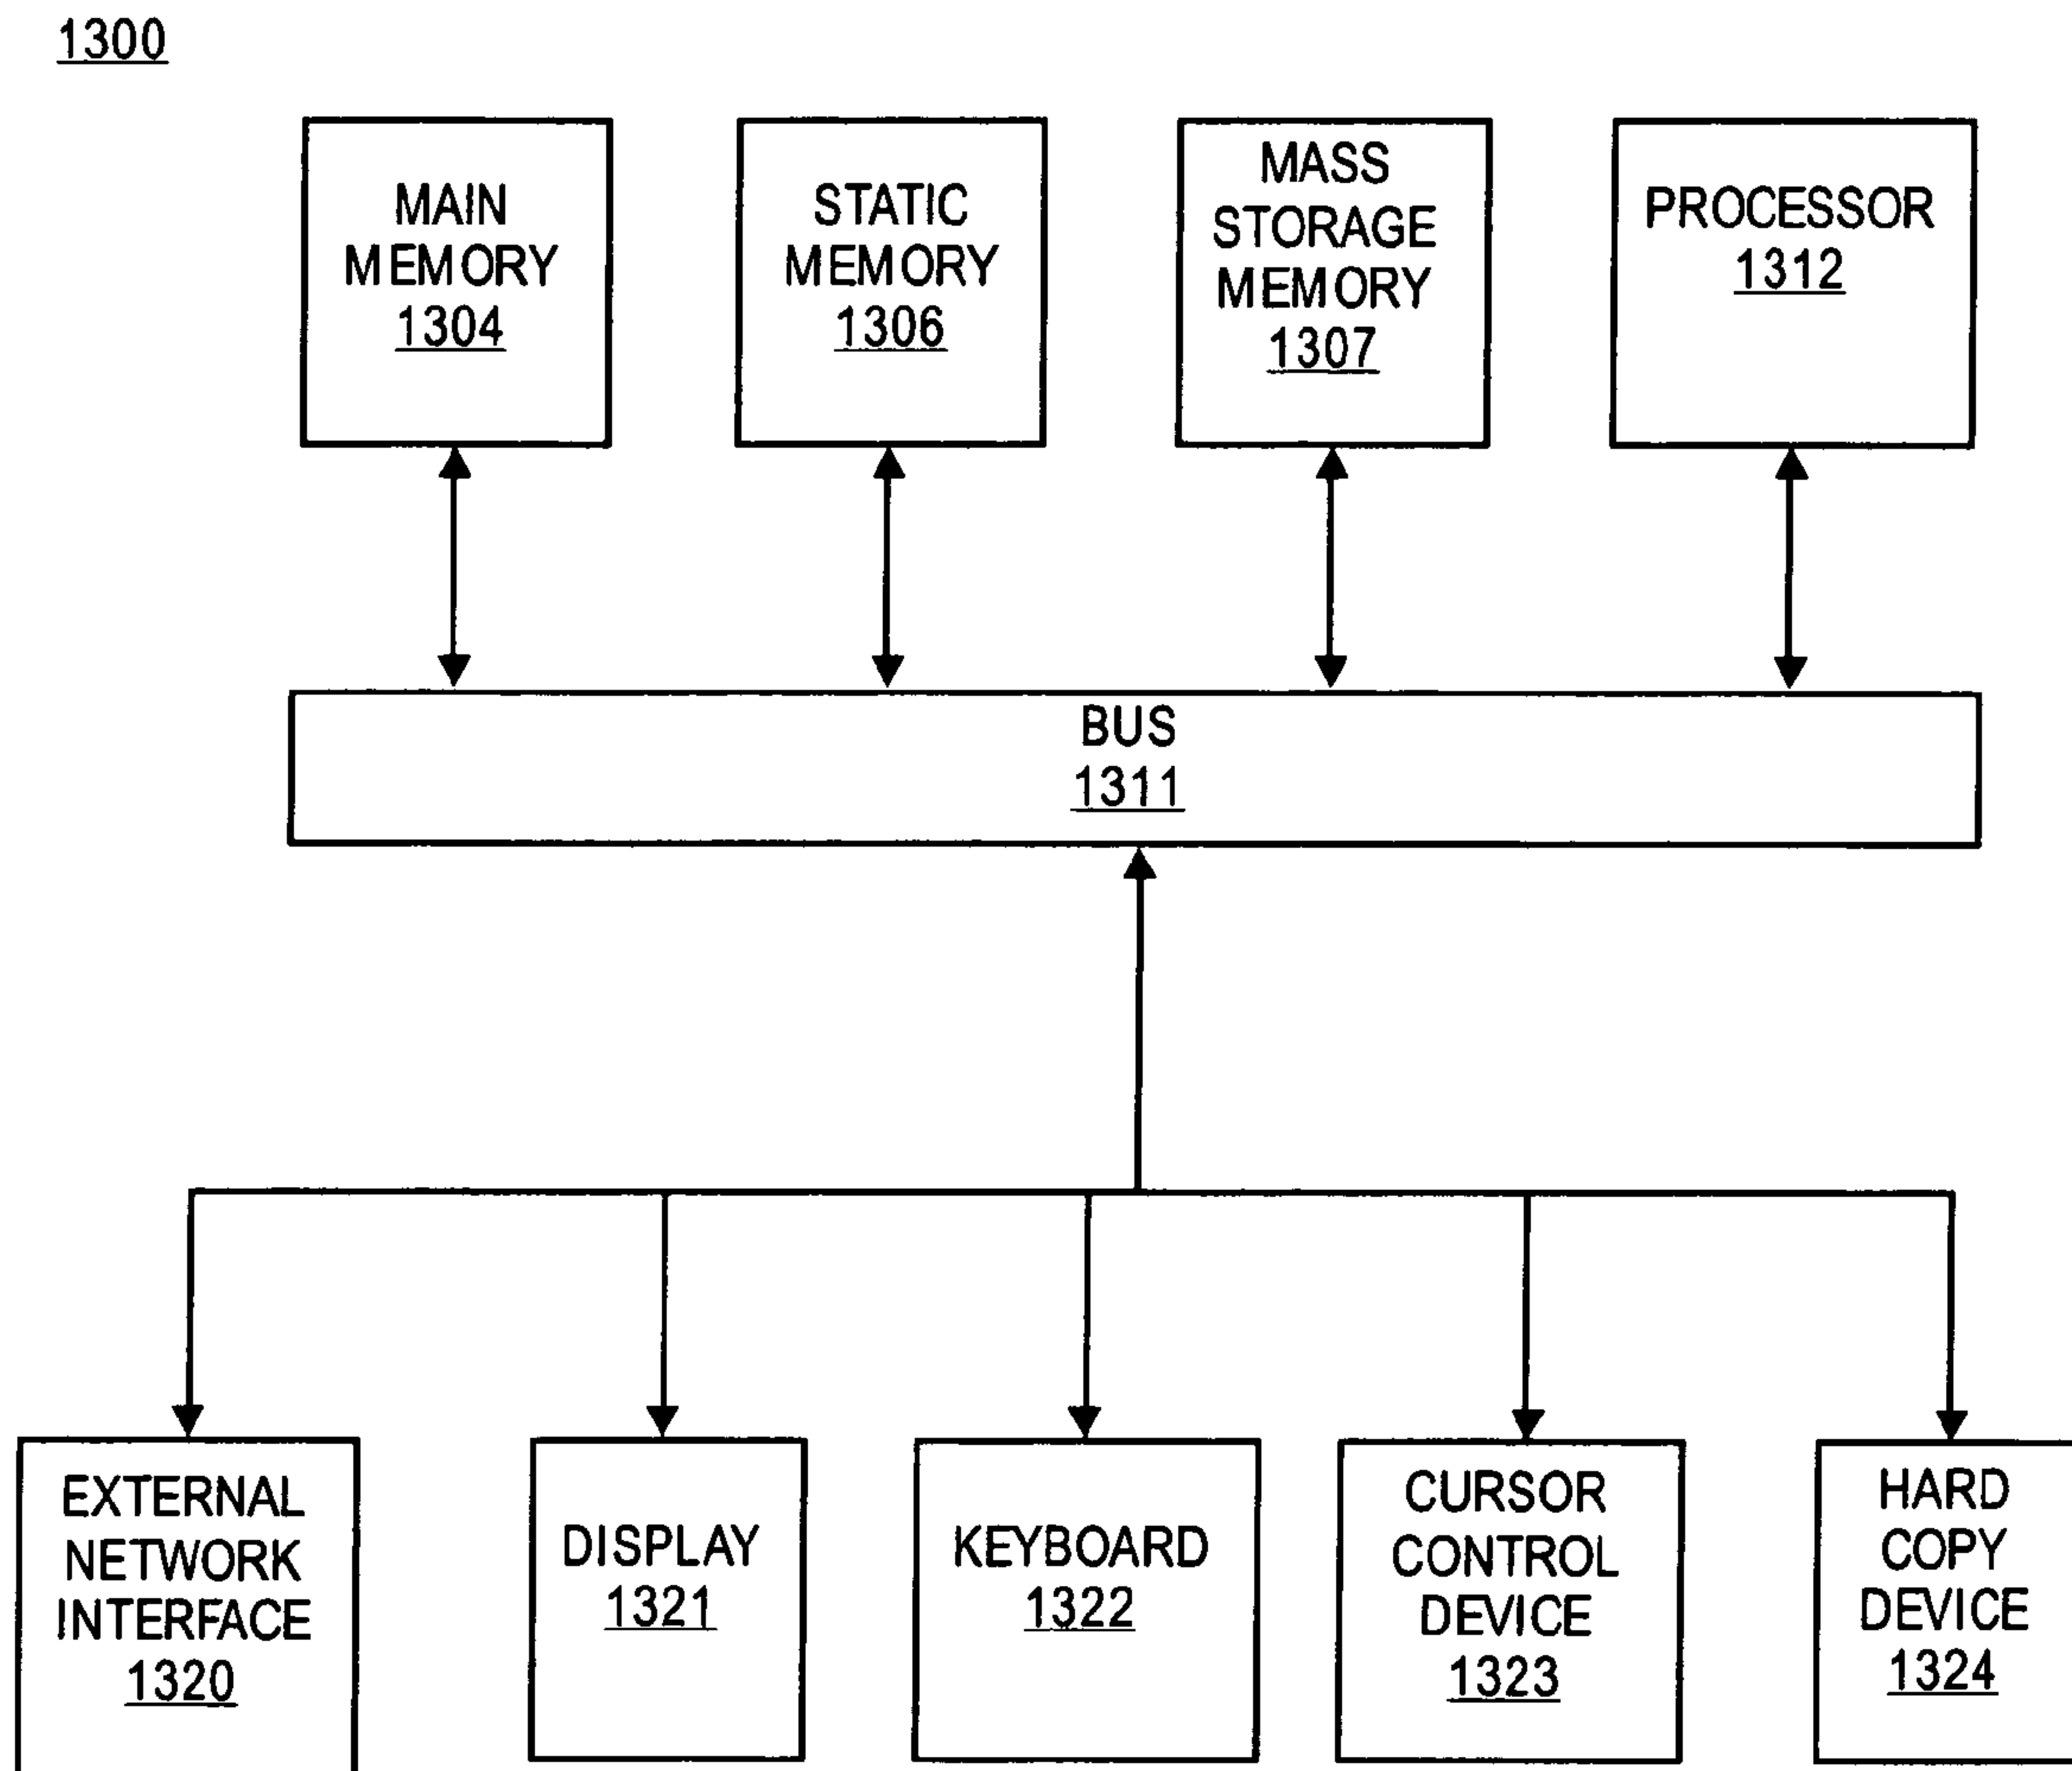 1300
MAIN
MEMORY
1304
STATIC
MEMORY
1306
MASS
STORAGE
MEMORY
1307
PROCESSOR
1312
BUS
1311
EXTERNAL
NETWORK
INTERFACE
1320
DISPLAY
1321
KEYBOARD
1322
CURSOR
CONTROL
DEVICE
1323
HARD
COPY
DEVICE
1324